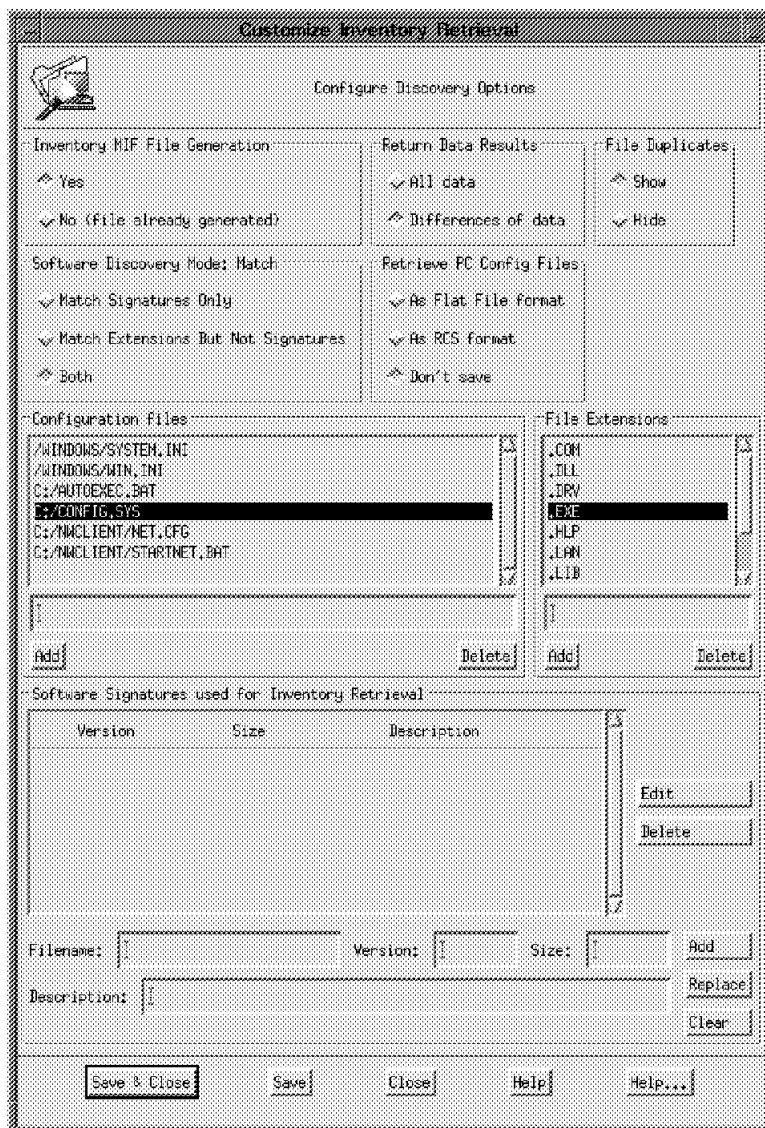 Customize Inventory Retrieval
Configure Discovery Options
Inventory MIF File Generation
Yes
No (file already generated)
Return Data Results
All data
Differences of data
File Duplicates
Show
Hide
Software Discovery Mode: Match
Match Signatures Only
Match Extensions But Not Signatures
Both
Retrieve PC Config Files
As Flat File format
As RCS format
Don't save
Configuration files
/WINDOWS/SYSTEM.INI
/WINDOWS/WIN.INI
C:/AUTOEXEC.BAT
C:/CONFIG.SYS
C:/NWCLIENT/NET.CFG
C:/NWCLIENT/STARTNET.BAT
Add
Delete
File Extensions
.COM
.DLL
.DRV
.EXE
.HLP
.LAN
.LIB
Add
Delete
Software Signatures used for Inventory Retrieval
Version Size Description
Edit
Delete
Filename: Version: Size:
Description:
Add
Replace
Clear
Save & Close Save Close Help Help...